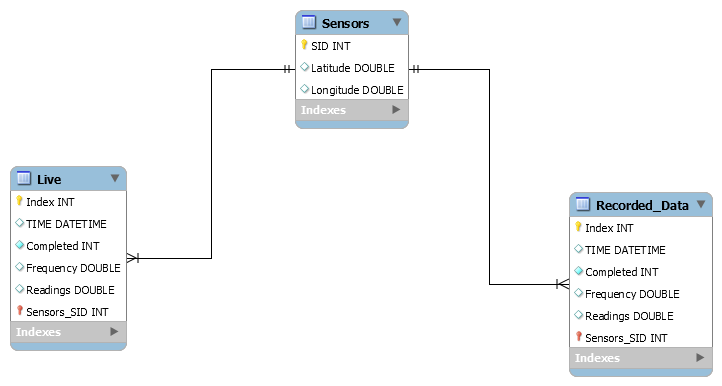 Sensors
SID INT
Latitude DOUBLE
Longitude DOUBLE
Indexes
Live
Index INT
TIME DATETIME
Completed INT
Frequency DOUBLE
Readings DOUBLE
Sensors_SID INT
Indexes
Recorded_Data
Index INT
TIME DATETIME
Completed INT
Frequency DOUBLE
Readings DOUBLE
Sensors_SID INT
Indexes